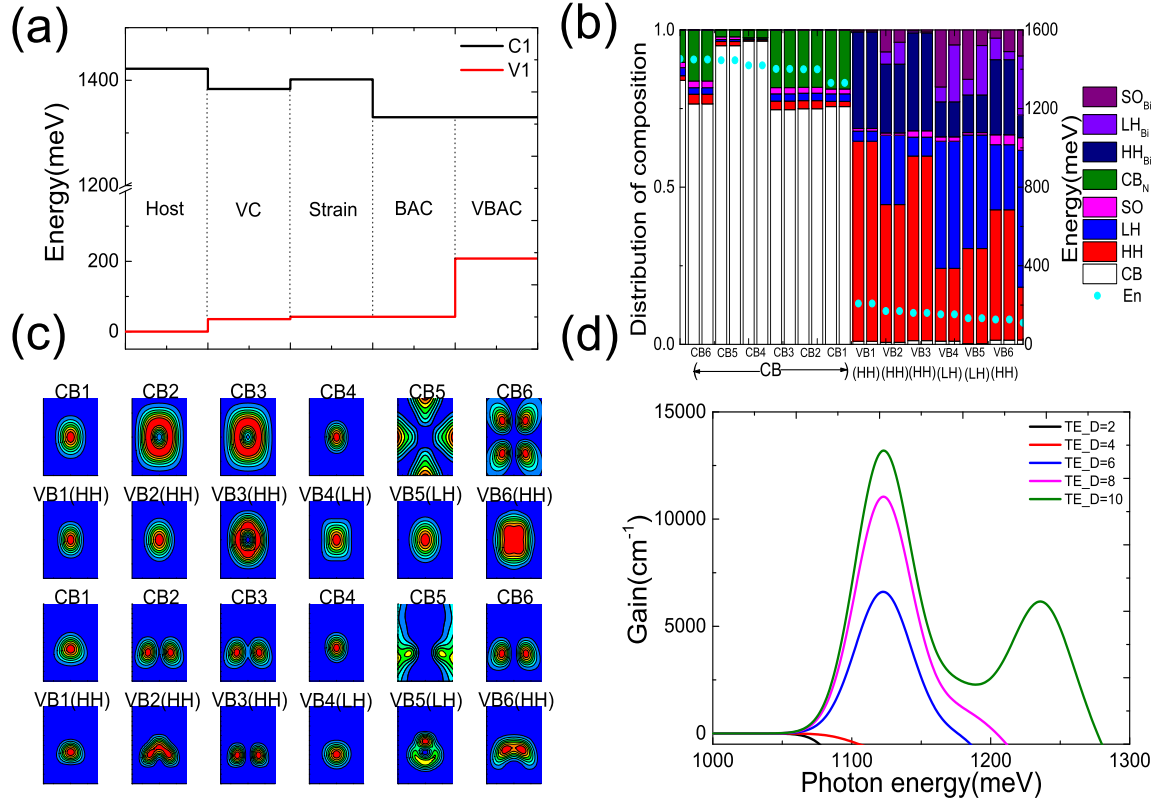 (a)
C1
V1
1400
1200
200
0
Energy(meV)
Host
VC
Strain
BAC
VBAC
(b)
1.0
0.5
0.0
Distribution of composition
1600
1200
800
400
0
Energy(meV)
CB6
CB5
CB4
CB3
CB2
CB1
VB1
VB2
VB3
VB4
VB5
VB6
CB
(HH)
(HH)
(HH)
(LH)
(LH)
(HH)
SO_Bi
LH_Bi
HH_Bi
CB_N
SO
LH
HH
CB
En
(c)
CB1 CB2 CB3 CB4 CB5 CB6
VB1(HH) VB2(HH) VB3(HH) VB4(LH) VB5(LH) VB6(HH)
CB1 CB2 CB3 CB4 CB5 CB6
VB1(HH) VB2(HH) VB3(HH) VB4(LH) VB5(LH) VB6(HH)
(d)
15000
10000
5000
0
Gain(cm⁻¹)
TE_D=2
TE_D=4
TE_D=6
TE_D=8
TE_D=10
1000 1100 1200 1300
Photon energy(meV)